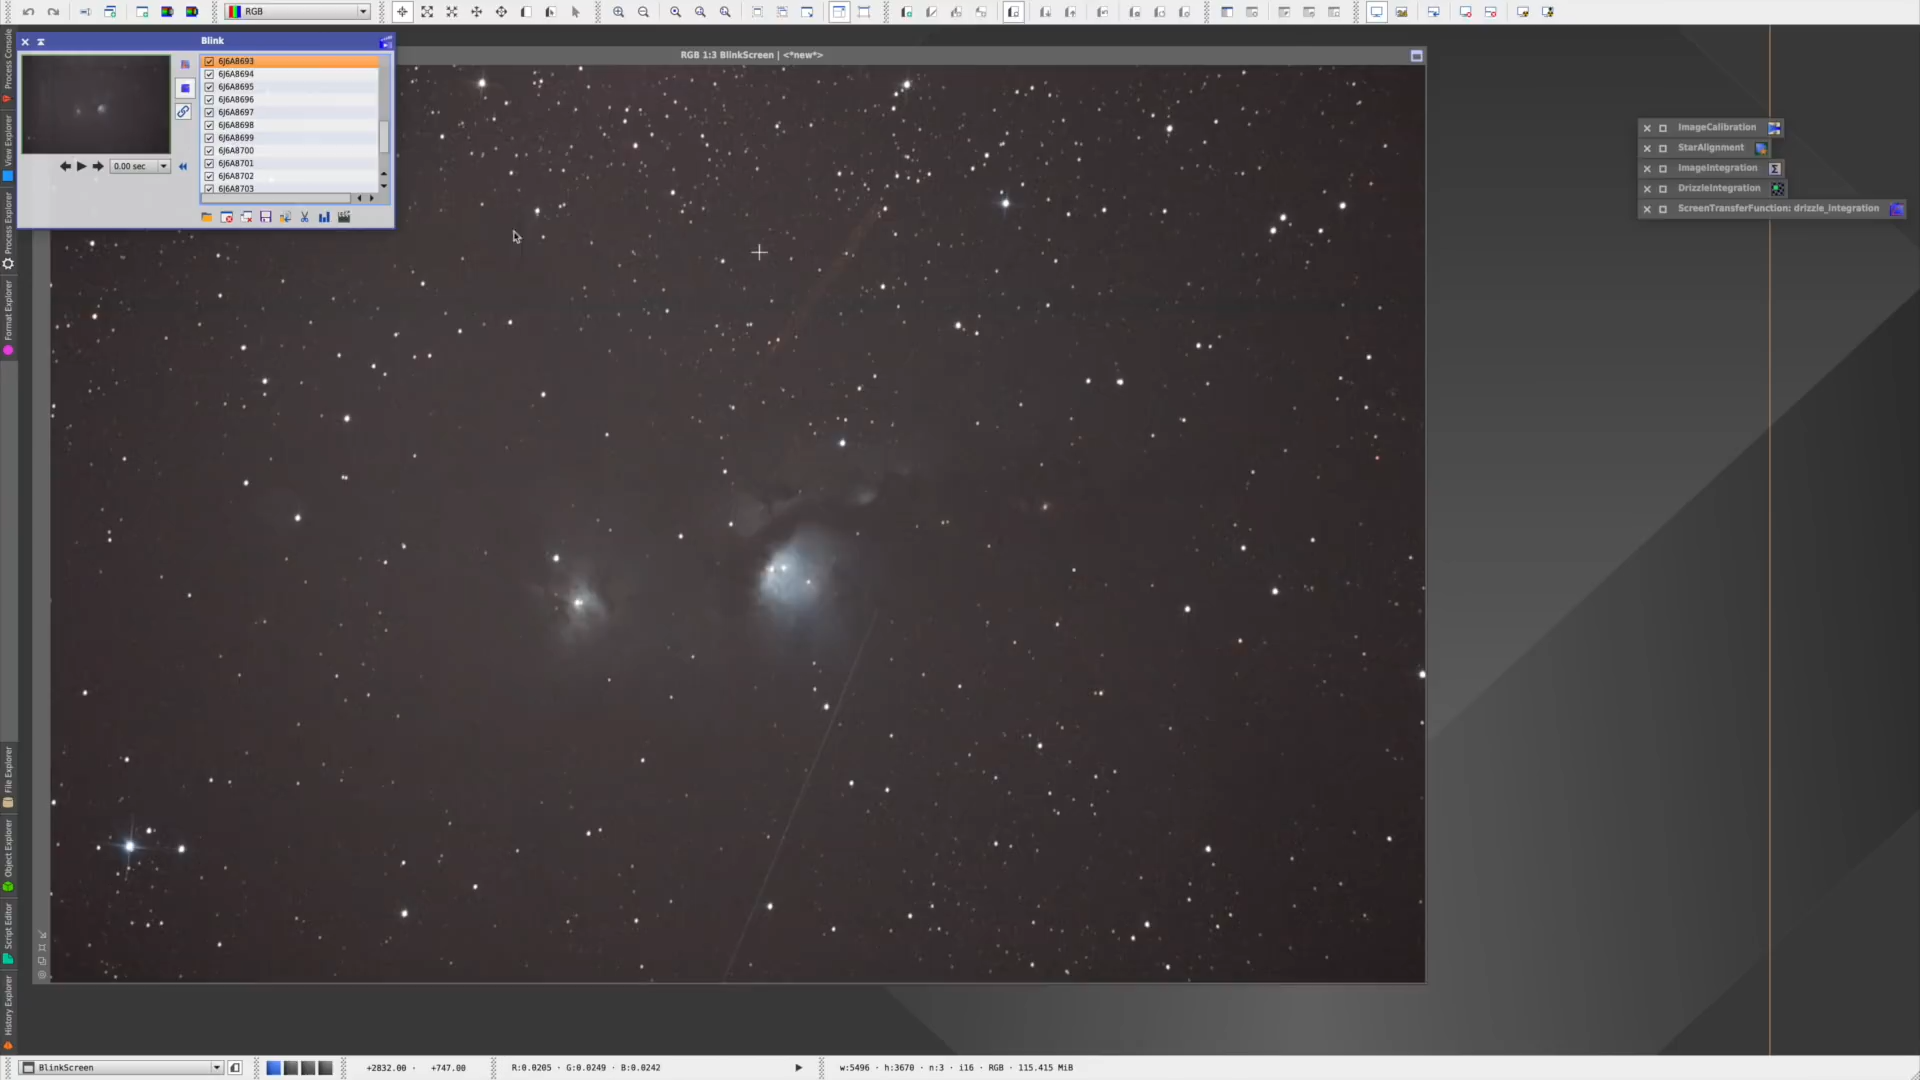 RGB
Blink
6J6A8693
6J6A8694
6J6A8695
6J6A8696
6J6A8697
6J6A8698
6J6A8699
6J6A8700
6J6A8701
6J6A8702
6J6A8703
0.00 sec
RGB 1:3 BlinkScreen | <*new*>
ImageCalibration
StarAlignment
ImageIntegration
DrizzleIntegration
ScreenTransferFunction: drizzle_integration
Process Console
View Explorer
Process Explorer
Format Explorer
File Explorer
Object Explorer
Script Editor
History Explorer
BlinkScreen
+2832.00 · +747.00
R:0.0205 · G:0.0249 · B:0.0242
w:5496 · h:3670 · n:3 · i16 · RGB · 115.415 MiB